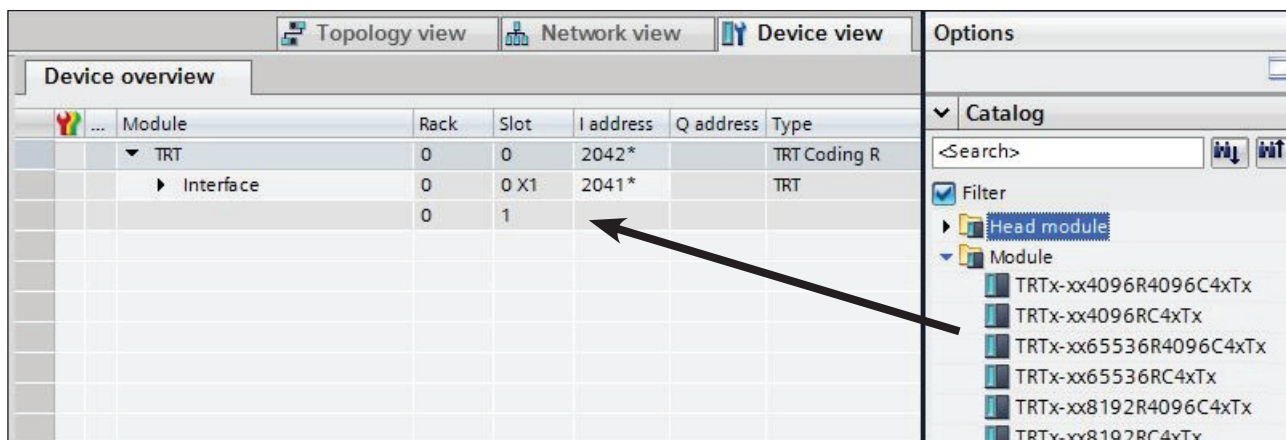 Topology view Network view Device view Options
Device overview
... Module Rack Slot I address Q address Type
Catalog
TRT 0 0 2042* TRT Coding R
<Search>
Interface 0 0 X1 2041* TRT
Filter
0 1
Head module
Module
TRTx-xx4096R4096C4xTx
TRTx-xx4096RC4xTx
TRTx-xx65536R4096C4xTx
TRTx-xx65536RC4xTx
TRTx-xx8192R4096C4xTx
TRTx-xx8192RC4xTx